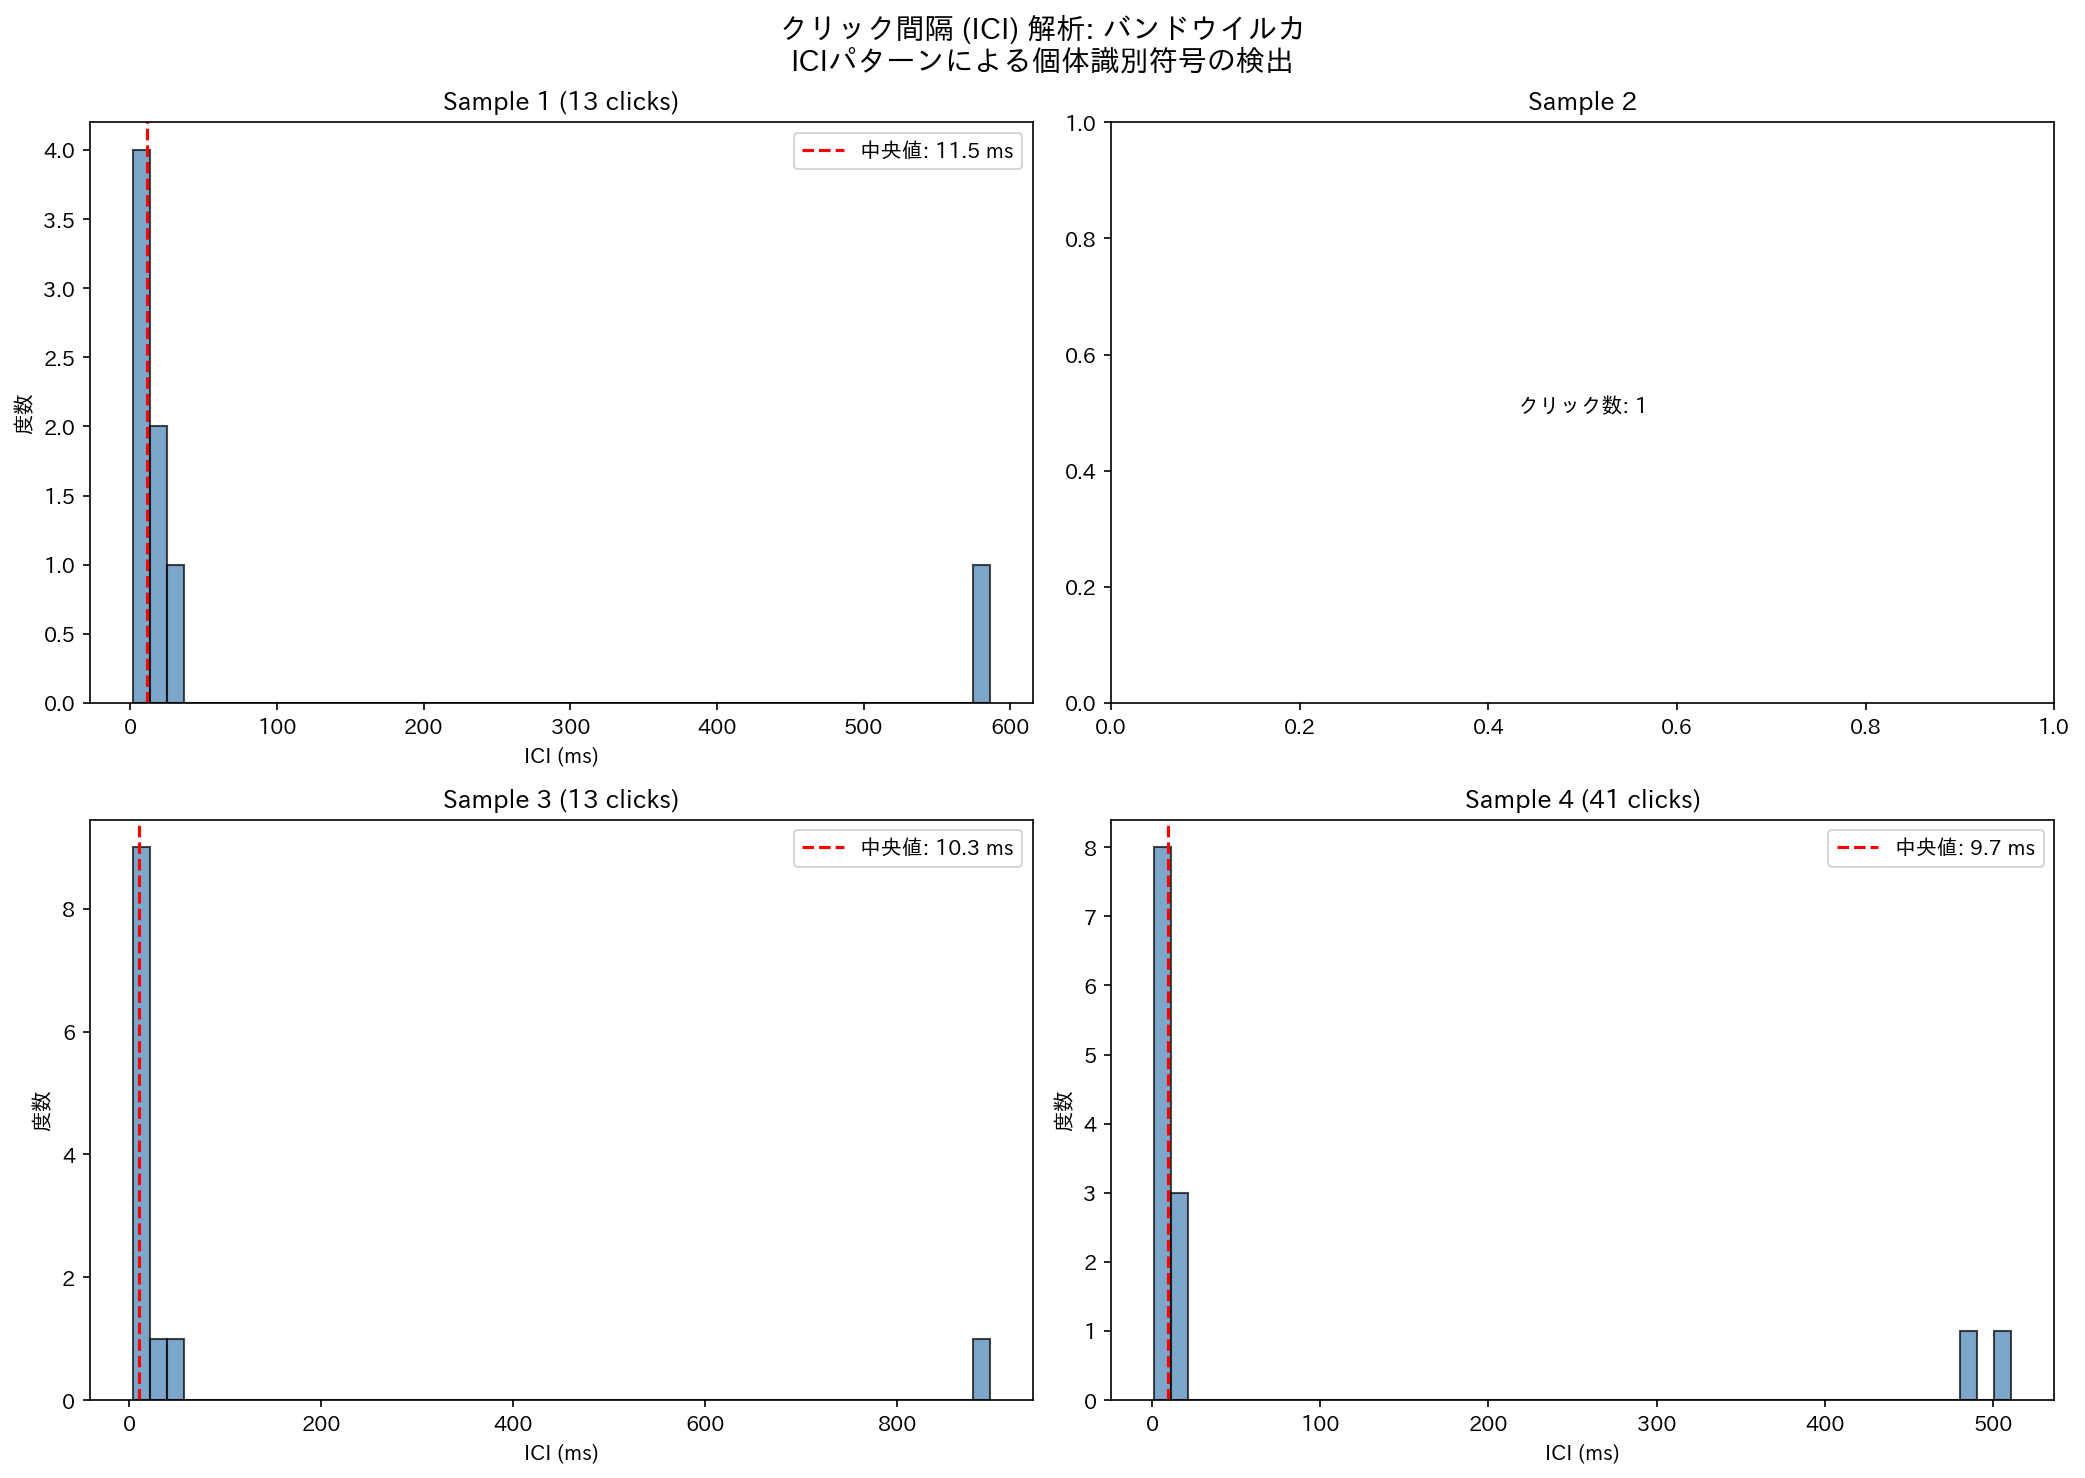 クリック間隔 (ICI) 解析: バンドウイルカ
ICIパターンによる個体識別符号の検出
Sample 1 (13 clicks)
中央値: 11.5 ms
4.0
3.5
3.0
2.5
2.0
1.5
1.0
0.5
0.0
度数
0 100 200 300 400 500 600
ICI (ms)
Sample 2
1.0
0.8
0.6
0.4
0.2
0.0
クリック数: 1
0.0 0.2 0.4 0.6 0.8 1.0
Sample 3 (13 clicks)
中央値: 10.3 ms
8
6
4
2
0
度数
0 200 400 600 800
ICI (ms)
Sample 4 (41 clicks)
中央値: 9.7 ms
8
7
6
5
4
3
2
1
0
度数
0 100 200 300 400 500
ICI (ms)